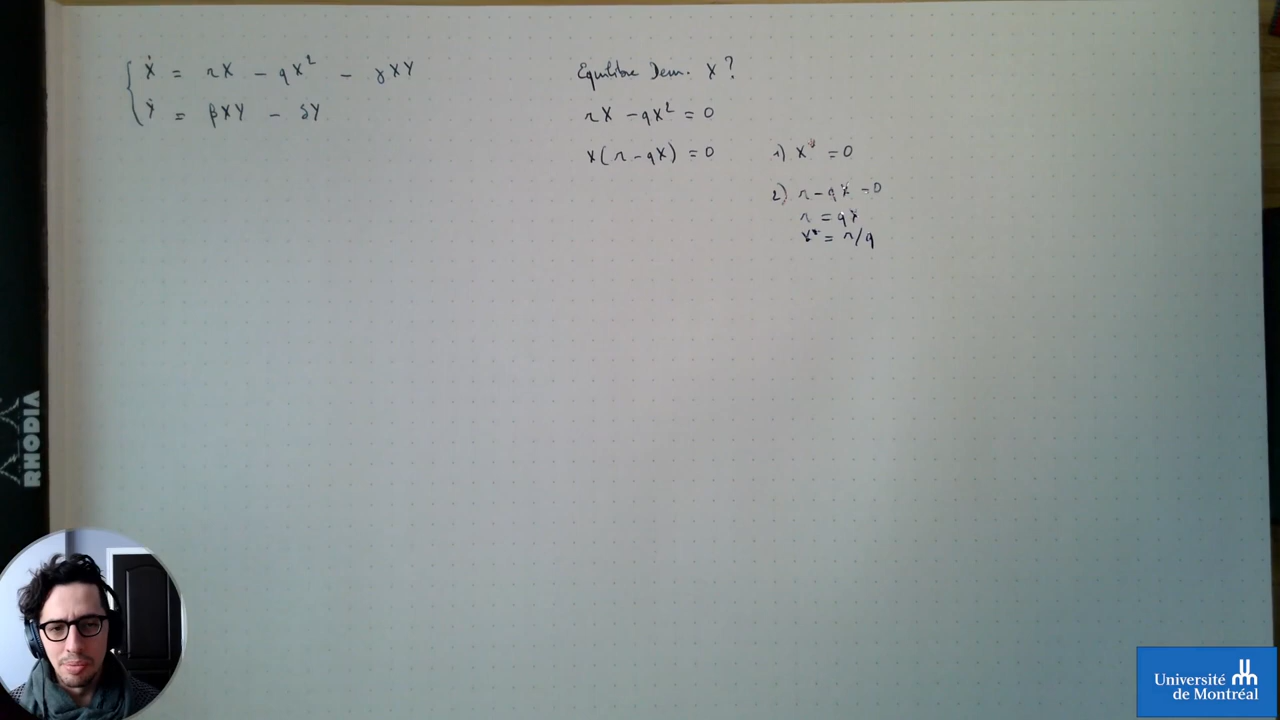 Ẋ = rX - qX² - γXY
Ẏ = βXY - δY
Equilibre Dem. X ?
rX - qX² = 0
X(r - qX) = 0
1) X* = 0
2) r - qX = 0
r = qX
X* = r/q
RHODIA
Université
de Montréal